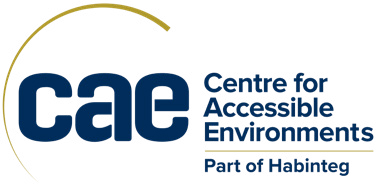 cae
Centre for
Accessible
Environments
Part of Habinteg